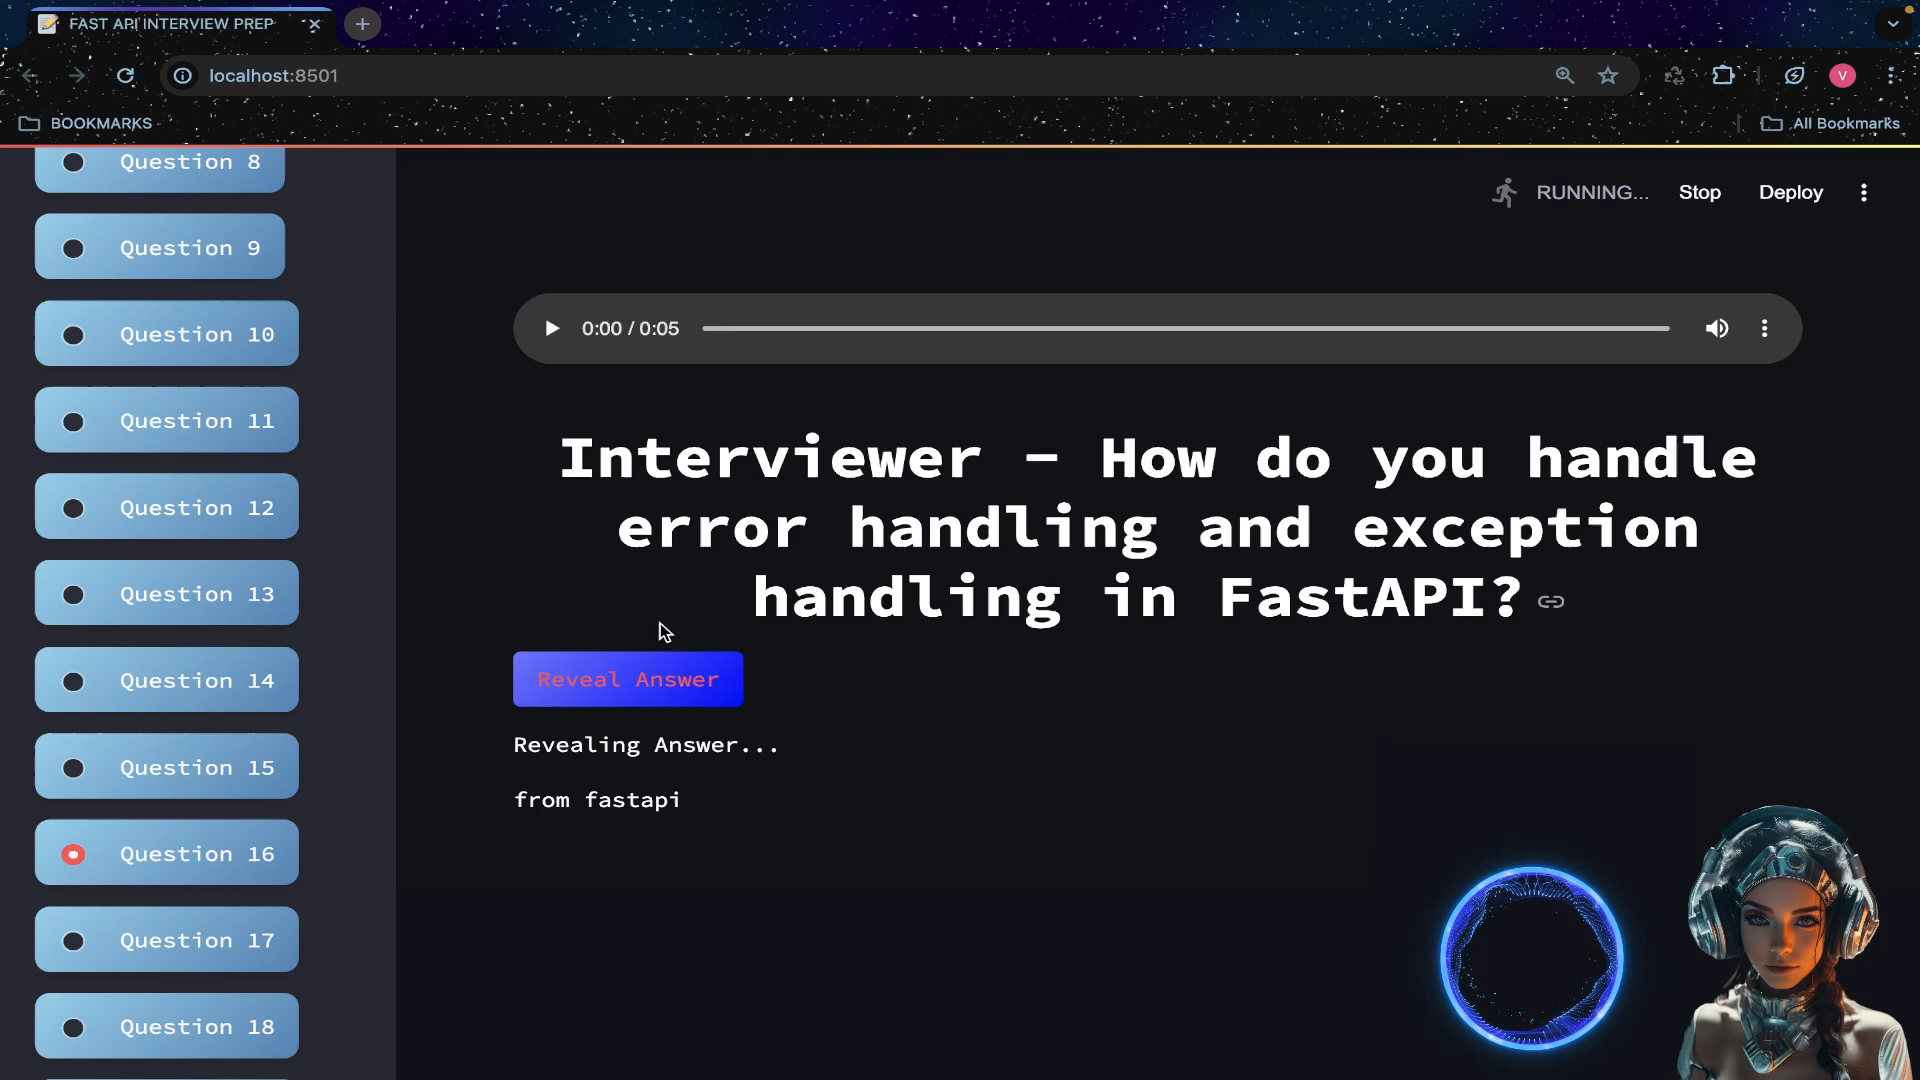 FAST API INTERVIEW PREP
localhost:8501
V
BOOKMARKS
All Bookmarks
Question 8
Question 9
Question 10
Question 11
Question 12
Question 13
Question 14
Question 15
Question 16
Question 17
Question 18
RUNNING...
Stop
Deploy
0:00 / 0:05
Interviewer – How do you handle
error handling and exception
handling in FastAPI?
Reveal Answer
Revealing Answer...
from fastapi